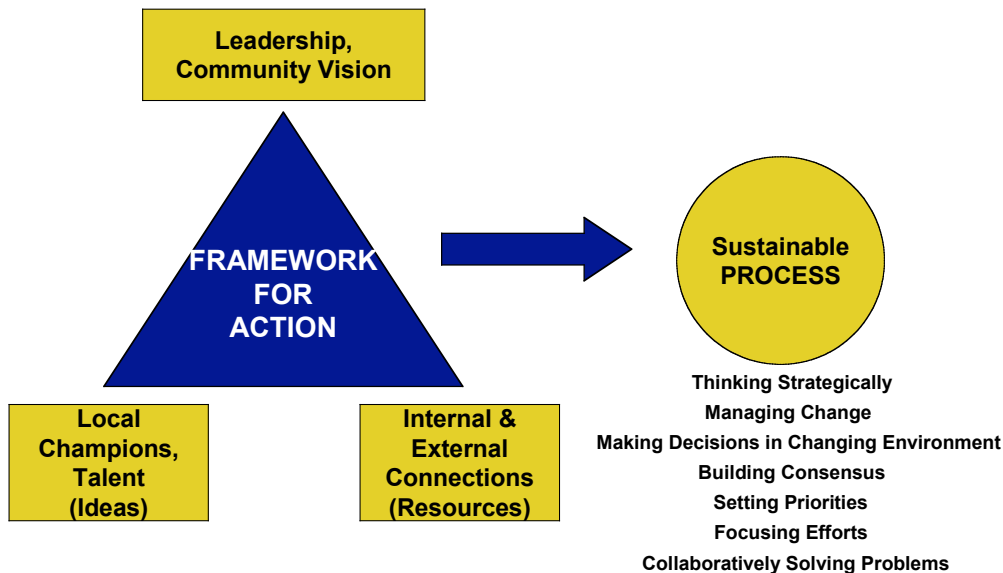 Leadership,
Community Vision
FRAMEWORK
FOR
ACTION
Sustainable
PROCESS
Local
Champions,
Talent
(Ideas)
Internal &
External
Connections
(Resources)
Thinking Strategically
Managing Change
Making Decisions in Changing Environment
Building Consensus
Setting Priorities
Focusing Efforts
Collaboratively Solving Problems